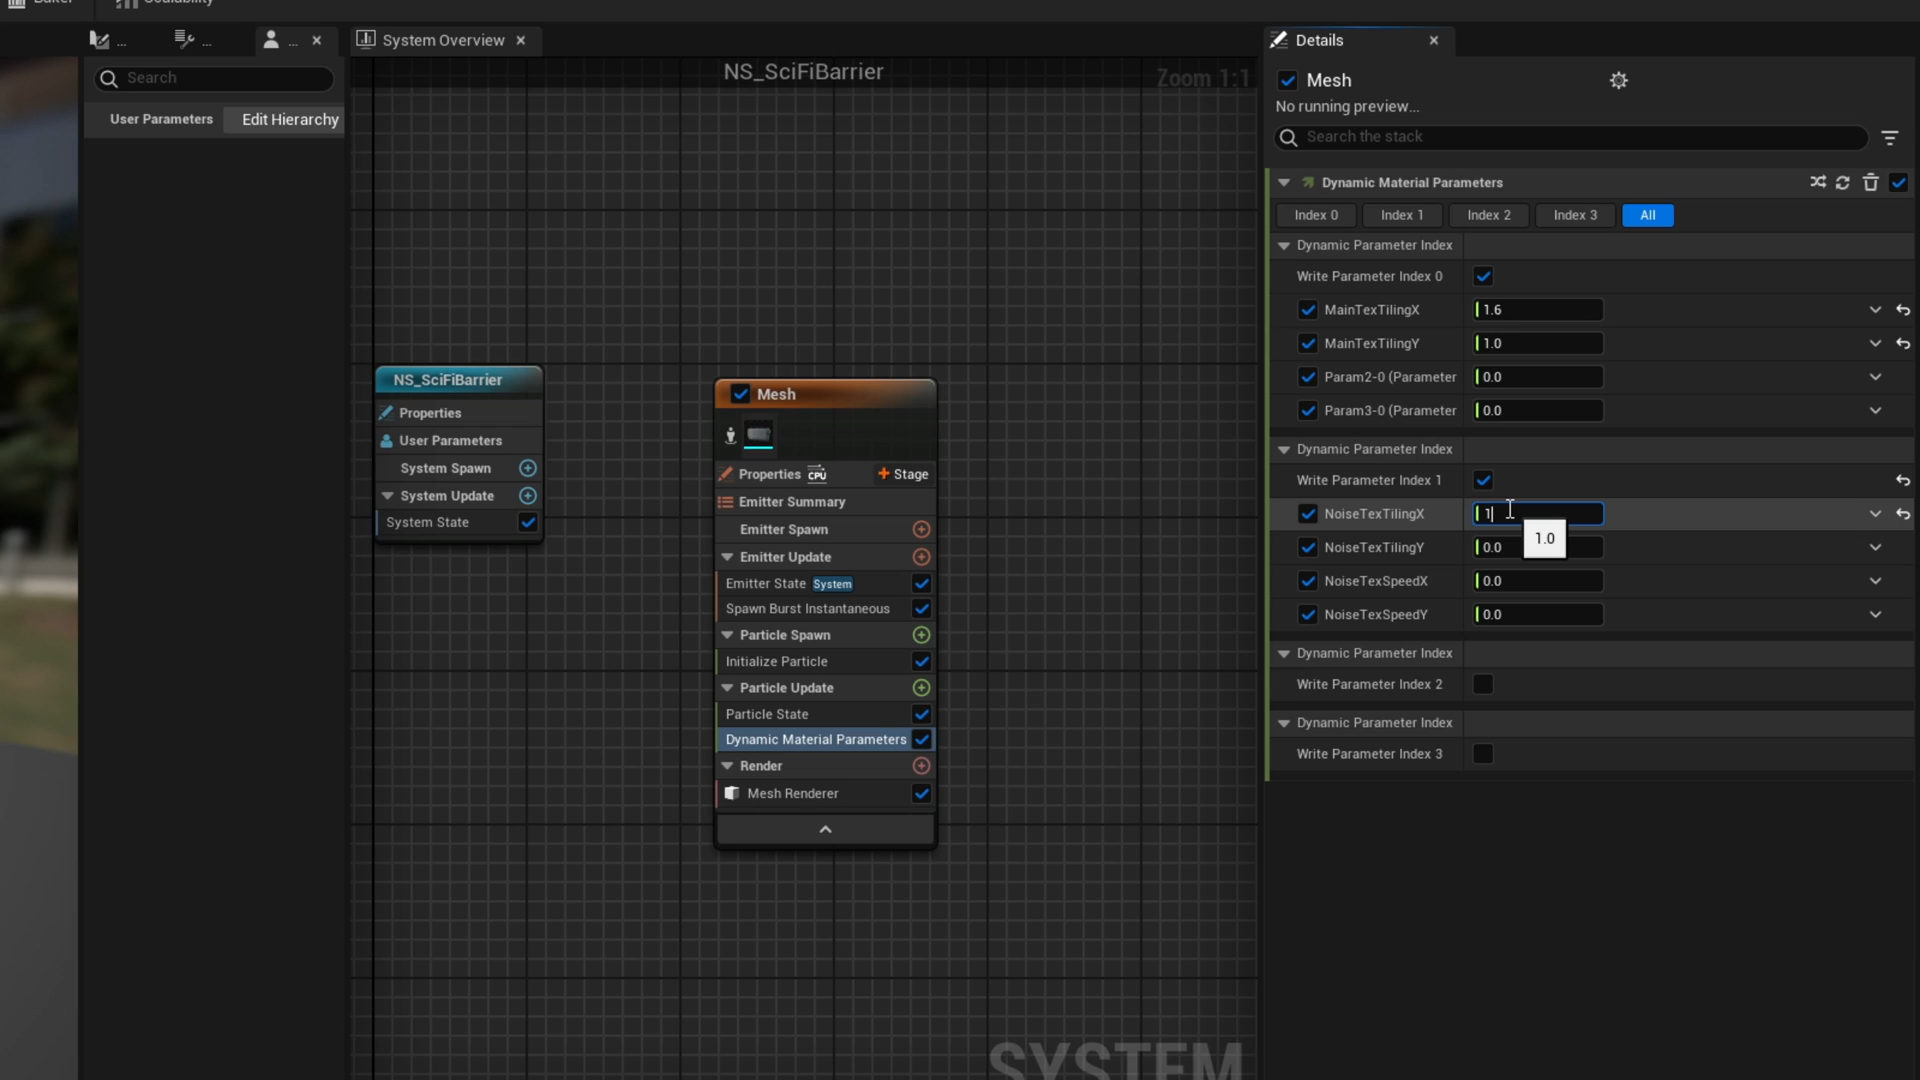 Baker
Scalability
...
...
...
System Overview
Details
Search
User Parameters
Edit Hierarchy
NS_SciFiBarrier
Zoom 1:1
NS_SciFiBarrier
Properties
User Parameters
System Spawn
System Update
System State
Mesh
Properties
CPU
Stage
Emitter Summary
Emitter Spawn
Emitter Update
Emitter State System
Spawn Burst Instantaneous
Particle Spawn
Initialize Particle
Particle Update
Particle State
Dynamic Material Parameters
Render
Mesh Renderer
SYSTEM
Mesh
No running preview...
Search the stack
Dynamic Material Parameters
Index 0
Index 1
Index 2
Index 3
All
Dynamic Parameter Index
Write Parameter Index 0
MainTexTilingX 1.6
MainTexTilingY 1.0
Param2-0 (Parameter 0.0
Param3-0 (Parameter 0.0
Dynamic Parameter Index
Write Parameter Index 1
NoiseTexTilingX 1
1.0
NoiseTexTilingY 0.0
NoiseTexSpeedX 0.0
NoiseTexSpeedY 0.0
Dynamic Parameter Index
Write Parameter Index 2
Dynamic Parameter Index
Write Parameter Index 3